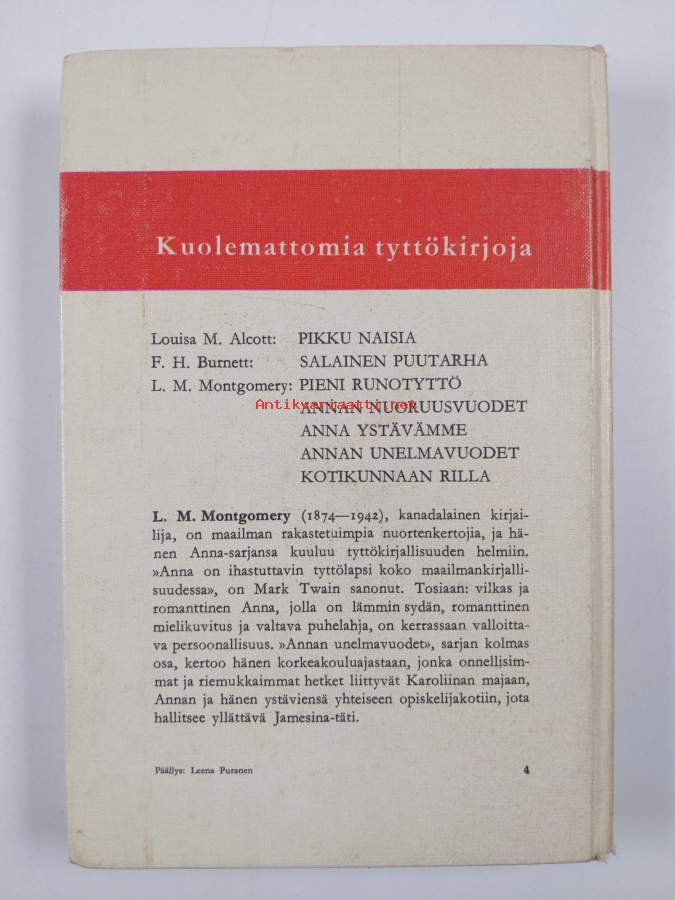 Kuolemattomia tyttökirjoja
Louisa M. Alcott: PIKKU NAISIA
F. H. Burnett: SALAINEN PUUTARHA
L. M. Montgomery: PIENI RUNOTYTTÖ
Antikvariaatti.net
ANNAN NUORUUSVUODET
ANNA YSTÄVÄMME
ANNAN UNELMAVUODET
KOTIKUNNAAN RILLA
L. M. Montgomery (1874—1942), kanadalainen kirjai-
lija, on maailman rakastetuimpia nuortenkertojia, ja hä-
nen Anna-sarjansa kuuluu tyttökirjallisuuden helmiin.
»Anna on ihastuttavin tyttölapsi koko maailmankirjalli-
suudessa», on Mark Twain sanonut. Tosiaan: vilkas ja
romanttinen Anna, jolla on lämmin sydän, romanttinen
mielikuvitus ja valtava puhelahja, on kerrassaan valloitta-
va persoonallisuus. »Annan unelmavuodet», sarjan kolmas
osa, kertoo hänen korkeakouluajastaan, jonka onnellisim-
mat ja riemukkaimmat hetket liittyvät Karoliinan majaan,
Annan ja hänen ystäviensä yhteiseen opiskelijakotiin, jota
hallitsee yllättävä Jamesina-täti.
Päällys: Leena Puranen 4